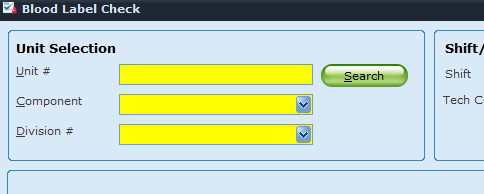 Blood Label Check
Unit Selection
Unit #
Search
Component
Division #
Shift/
Shift
Tech